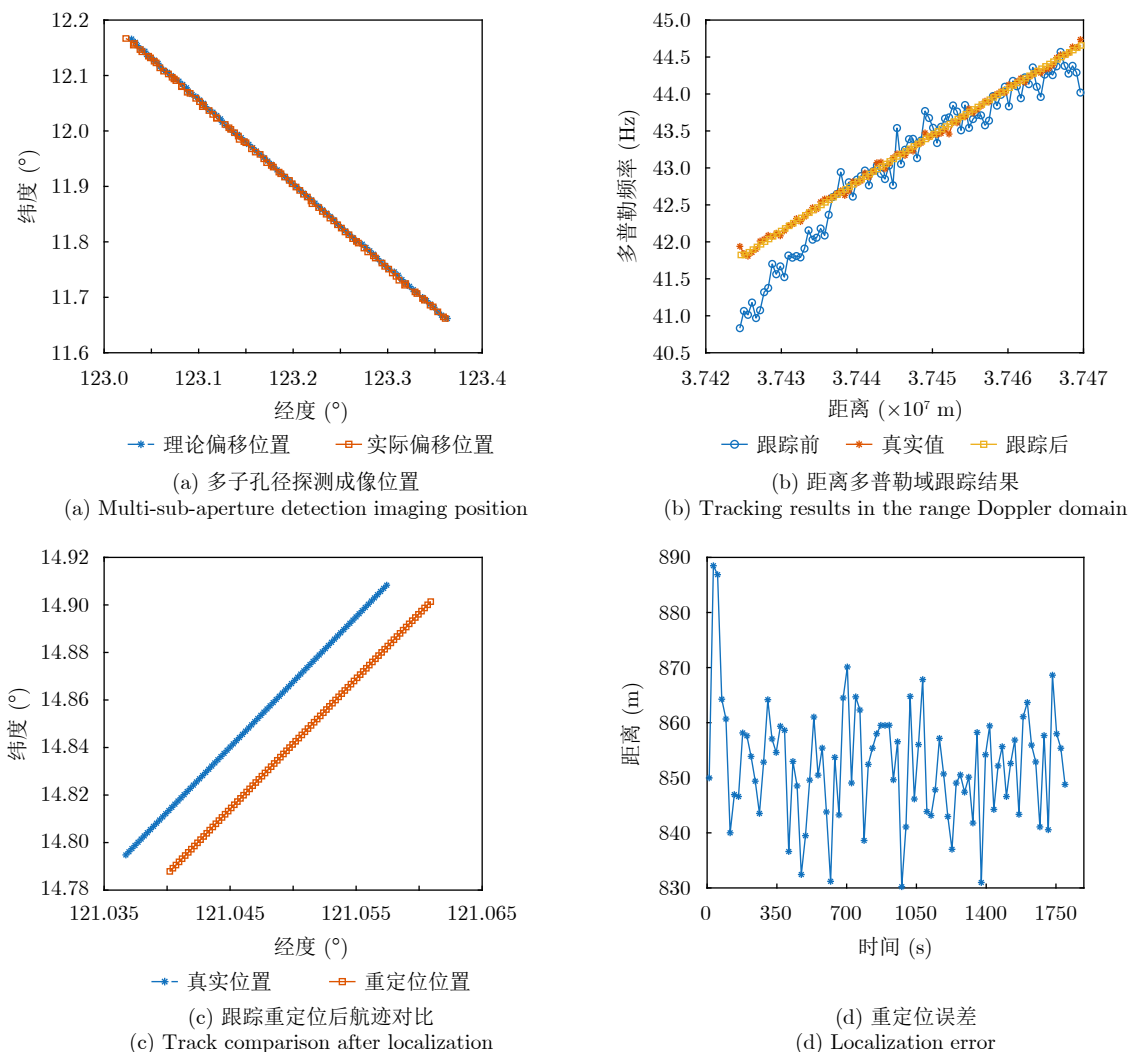 12.2
12.1
12.0
11.9
11.8
11.7
11.6
纬度 (°)
123.0 123.1 123.2 123.3 123.4
经度 (°)
理论偏移位置 实际偏移位置
(a) 多子孔径探测成像位置
(a) Multi-sub-aperture detection imaging position
45.0
44.5
44.0
43.5
43.0
42.5
42.0
41.5
41.0
40.5
多普勒频率 (Hz)
3.742 3.743 3.744 3.745 3.746 3.747
距离 (×10⁷ m)
跟踪前 真实值 跟踪后
(b) 距离多普勒域跟踪结果
(b) Tracking results in the range Doppler domain
14.92
14.90
14.88
14.86
14.84
14.82
14.80
14.78
纬度 (°)
121.035 121.045 121.055 121.065
经度 (°)
真实位置 重定位位置
(c) 跟踪重定位后航迹对比
(c) Track comparison after localization
890
880
870
860
850
840
830
距离 (m)
0 350 700 1050 1400 1750
时间 (s)
(d) 重定位误差
(d) Localization error